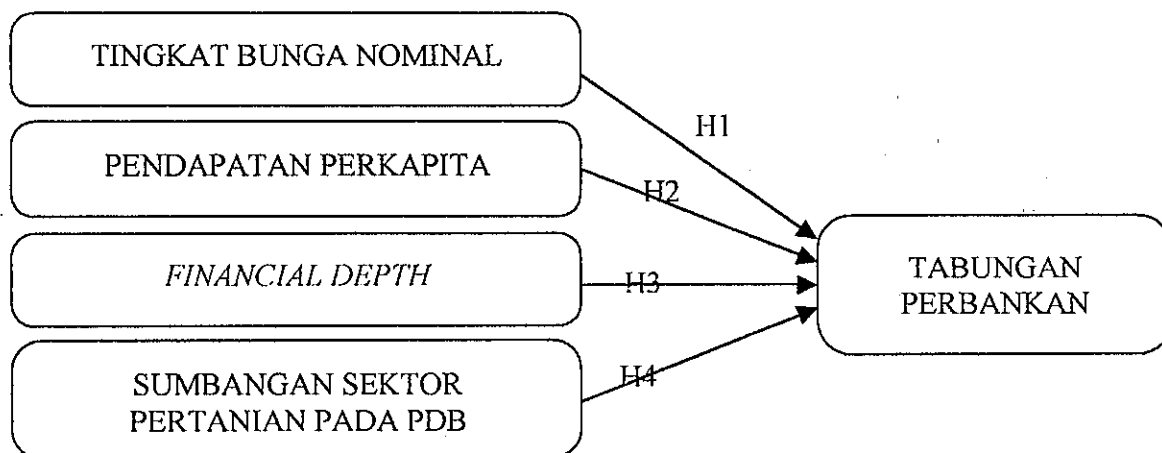 TINGKAT BUNGA NOMINAL
H1
PENDAPATAN PERKAPITA
H2
FINANCIAL DEPTH
H3
TABUNGAN
PERBANKAN
SUMBANGAN SEKTOR
PERTANIAN PADA PDB
H4